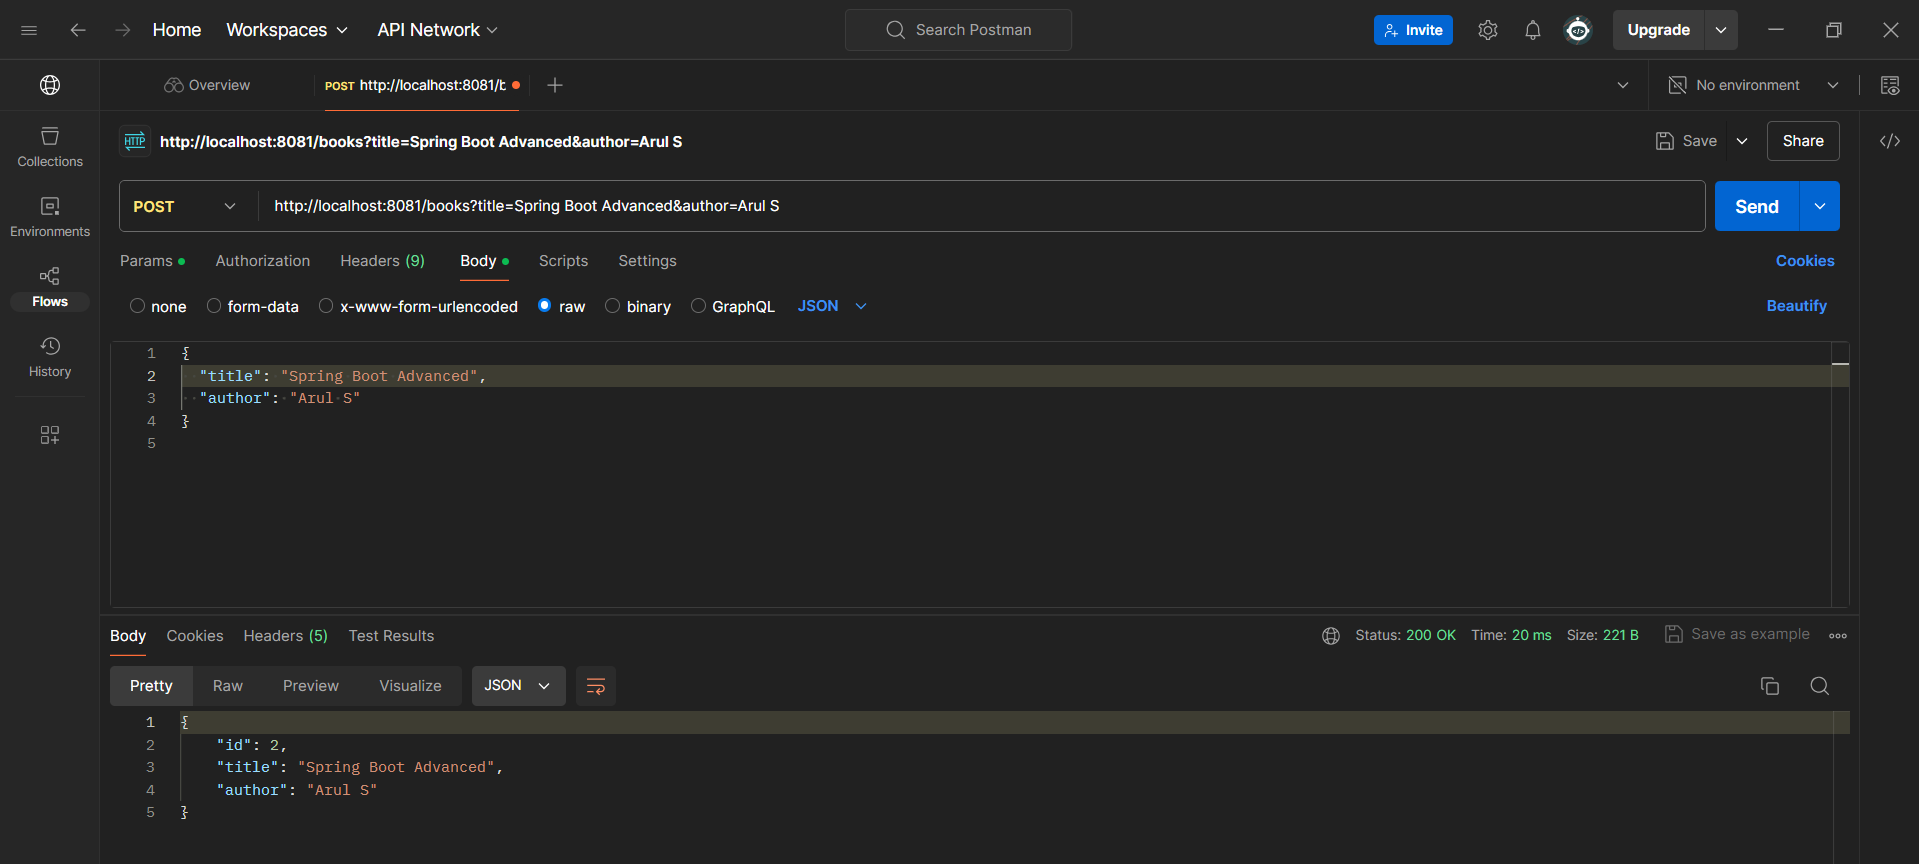 Home Workspaces API Network Search Postman Invite Upgrade
Overview POST http://localhost:8081/b No environment
HTTP http://localhost:8081/books?title=Spring Boot Advanced&author=Arul S Save Share
Collections
POST http://localhost:8081/books?title=Spring Boot Advanced&author=Arul S Send
Environments
Params Authorization Headers (9) Body Scripts Settings Cookies
Flows
none form-data x-www-form-urlencoded raw binary GraphQL JSON Beautify
History
1 {
2 "title": "Spring Boot Advanced",
3 "author": "Arul S"
4 }
5
Body Cookies Headers (5) Test Results Status: 200 OK Time: 20 ms Size: 221 B Save as example
Pretty Raw Preview Visualize JSON
1 {
2 "id": 2,
3 "title": "Spring Boot Advanced",
4 "author": "Arul S"
5 }